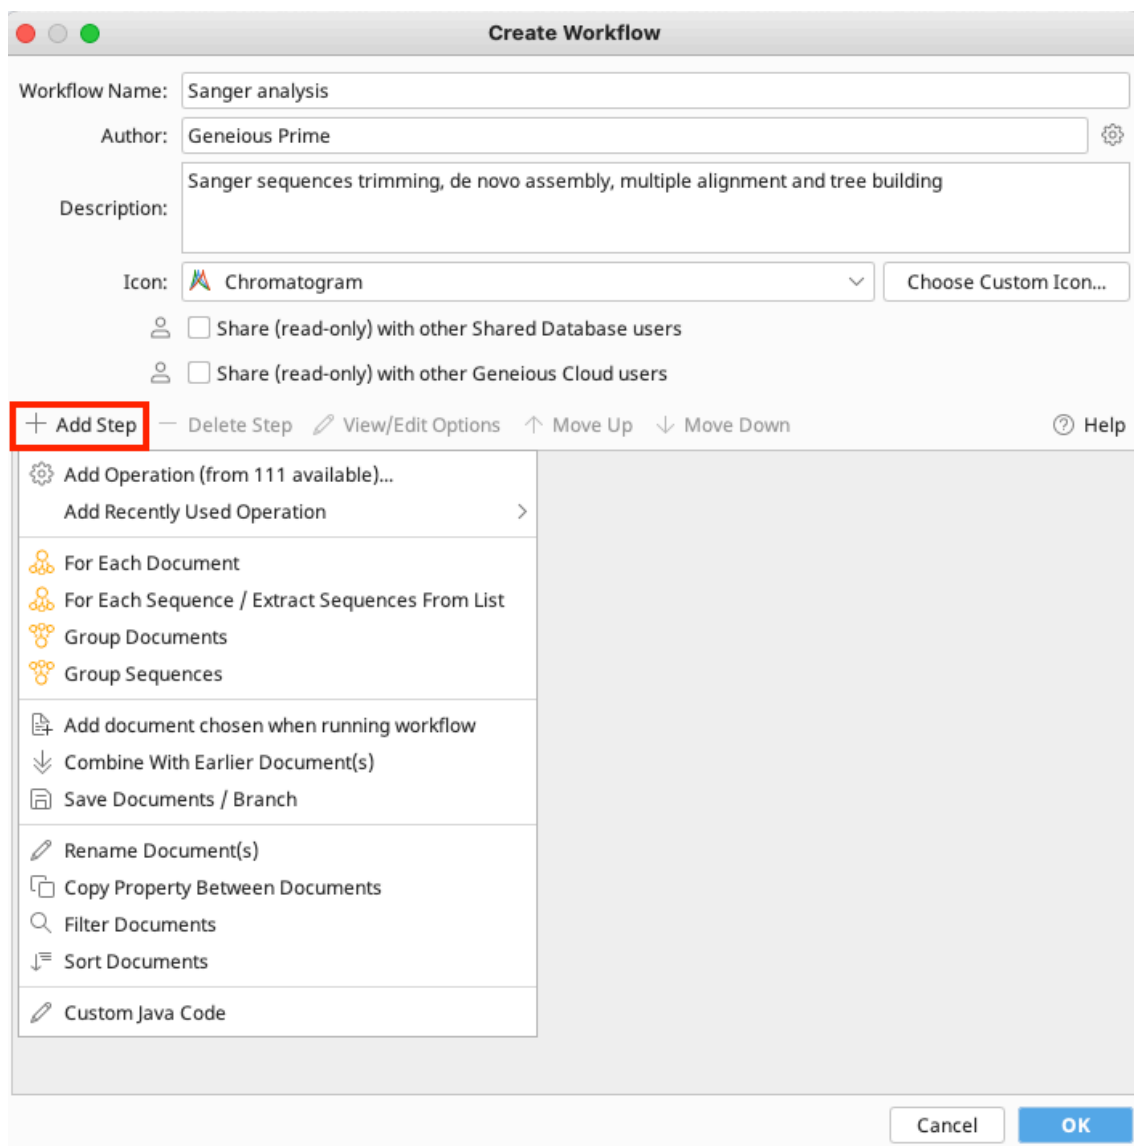 Create Workflow
Workflow Name: Sanger analysis
Author: Geneious Prime
Sanger sequences trimming, de novo assembly, multiple alignment and tree building
Description:
Icon: Chromatogram Choose Custom Icon...
Share (read-only) with other Shared Database users
Share (read-only) with other Geneious Cloud users
Add Step Delete Step View/Edit Options Move Up Move Down Help
Add Operation (from 111 available)...
Add Recently Used Operation
For Each Document
For Each Sequence / Extract Sequences From List
Group Documents
Group Sequences
Add document chosen when running workflow
Combine With Earlier Document(s)
Save Documents / Branch
Rename Document(s)
Copy Property Between Documents
Filter Documents
Sort Documents
Custom Java Code
Cancel OK